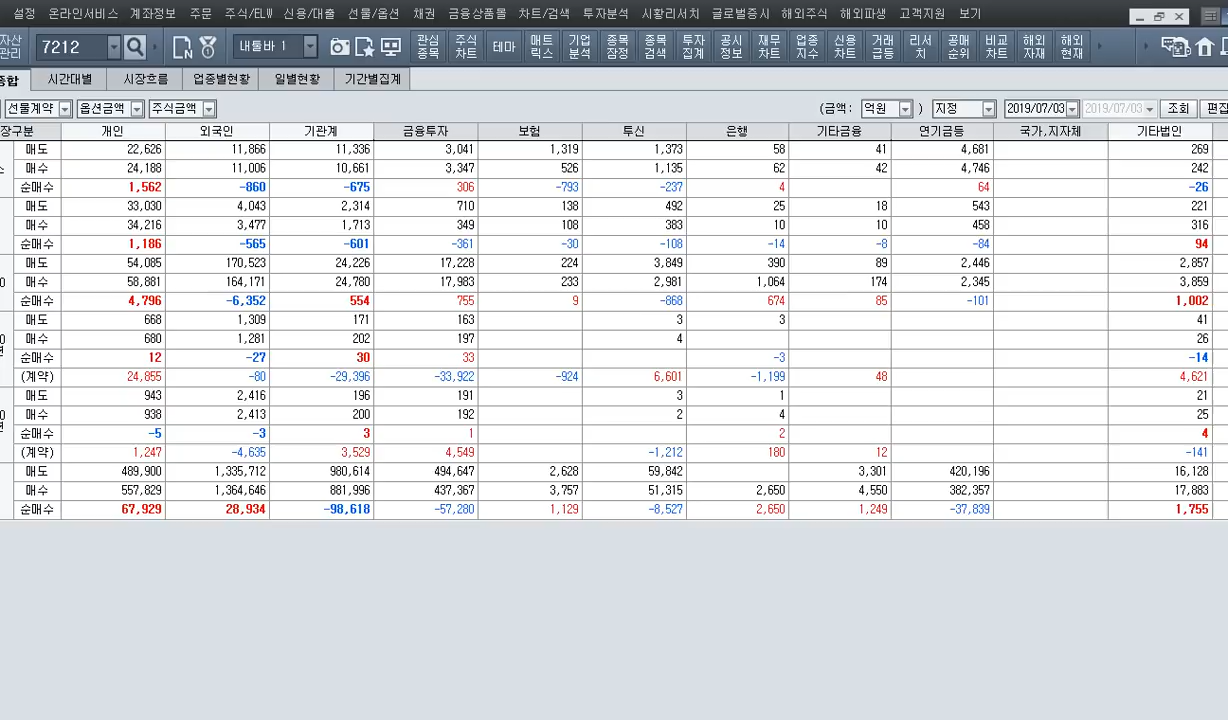 설정 온라인서비스 계좌정보 주문 주식/ELW 신용/대출 선물/옵션 채권 금융상품몰 차트/검색 투자분석 시황리서치 글로벌증시 해외주식 해외파생 고객지원 보기
자산 관리 7212 내툴바 1 관심 종목 주식 차트 테마 매트 릭스 기업 분석 종목 잠정 종목 검색 투자 집계 공시 정보 재무 차트 업종 지수 신용 차트 거래 급등 리서 치 공매 순위 비교 차트 해외 자재 해외 현재
종합 시간대별 시장흐름 업종별현황 일별현황 기간별집계
선물계약 옵션금액 주식금액 (금액: 억원 ) 지정 2019/07/03 2019/07/03 조회 편집
장구분 개인 외국인 기관계 금융투자 보험 투신 은행 기타금융 연기금등 국가,지자체 기타법인
매도 22,626 11,866 11,336 3,041 1,319 1,373 58 41 4,681 269
매수 24,188 11,006 10,661 3,347 526 1,135 62 42 4,746 242
순매수 1,562 -860 -675 306 -793 -237 4 64 -26
매도 33,030 4,043 2,314 710 138 492 25 18 543 221
매수 34,216 3,477 1,713 349 108 383 10 10 458 316
순매수 1,186 -565 -601 -361 -30 -108 -14 -8 -84 94
매도 54,085 170,523 24,226 17,228 224 3,849 390 89 2,446 2,857
매수 58,881 164,171 24,780 17,983 233 2,981 1,064 174 2,345 3,859
순매수 4,796 -6,352 554 755 9 -868 674 85 -101 1,002
매도 668 1,309 171 163 3 3 41
매수 680 1,281 202 197 4 26
순매수 12 -27 30 33 -3 -14
(계약) 24,855 -80 -29,396 -33,922 -924 6,601 -1,199 48 4,621
매도 943 2,416 196 191 3 1 21
매수 938 2,413 200 192 2 4 25
순매수 -5 -3 3 1 2 4
(계약) 1,247 -4,635 3,529 4,549 -1,212 180 12 -141
매도 489,900 1,335,712 980,614 494,647 2,628 59,842 3,301 420,196 16,128
매수 557,829 1,364,646 881,996 437,367 3,757 51,315 2,650 4,550 382,357 17,883
순매수 67,929 28,934 -98,618 -57,280 1,129 -8,527 2,650 1,249 -37,839 1,755